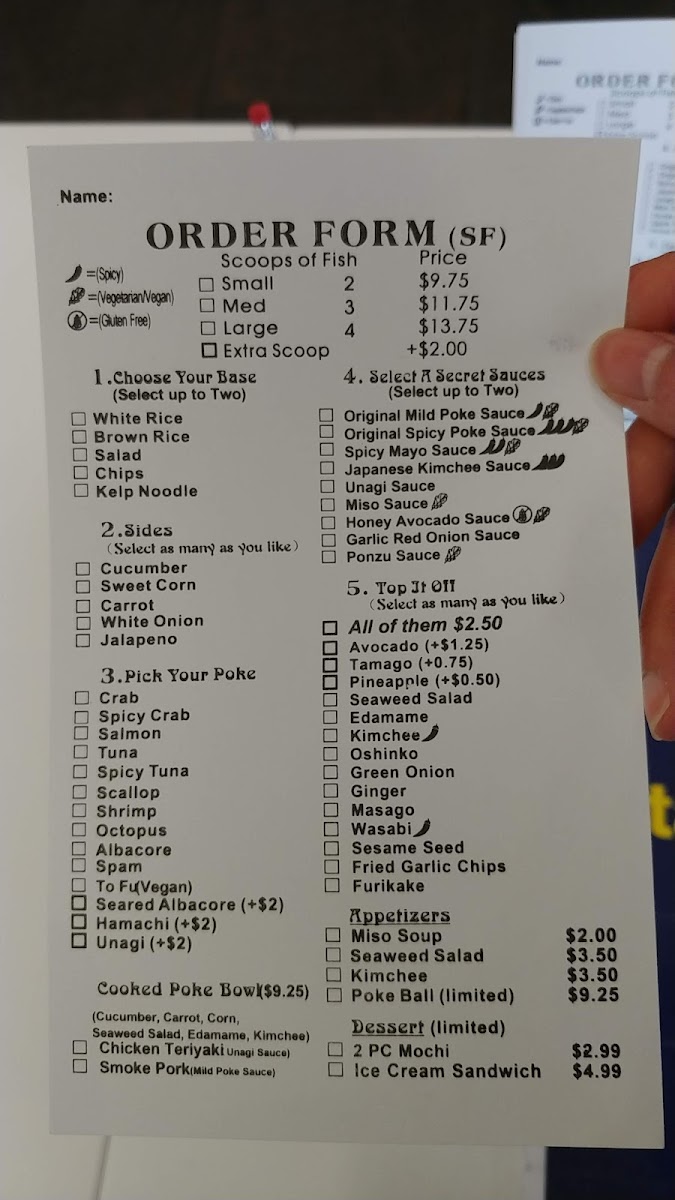 Name:
ORDER FORM (SF)
Scoops of Fish Price
=(Spicy)
=(Vegetarian/Vegan)
=(Gluten Free)
Small 2 $9.75
Med 3 $11.75
Large 4 $13.75
Extra Scoop +$2.00
1.Choose Your Base
(Select up to Two)
White Rice
Brown Rice
Salad
Chips
Kelp Noodle
2.Sides
(Select as many as you like)
Cucumber
Sweet Corn
Carrot
White Onion
Jalapeno
3.Pick Your Poke
Crab
Spicy Crab
Salmon
Tuna
Spicy Tuna
Scallop
Shrimp
Octopus
Albacore
Spam
To Fu(Vegan)
Seared Albacore (+$2)
Hamachi (+$2)
Unagi (+$2)
Cooked Poke Bowl($9.25)
(Cucumber, Carrot, Corn,
Seaweed Salad, Edamame, Kimchee)
Chicken Teriyaki Unagi Sauce)
Smoke Pork(Mild Poke Sauce)
4. Select A Secret Sauces
(Select up to Two)
Original Mild Poke Sauce
Original Spicy Poke Sauce
Spicy Mayo Sauce
Japanese Kimchee Sauce
Unagi Sauce
Miso Sauce
Honey Avocado Sauce
Garlic Red Onion Sauce
Ponzu Sauce
5. Top It Off
(Select as many as you like)
All of them $2.50
Avocado (+$1.25)
Tamago (+0.75)
Pineapple (+$0.50)
Seaweed Salad
Edamame
Kimchee
Oshinko
Green Onion
Ginger
Masago
Wasabi
Sesame Seed
Fried Garlic Chips
Furikake
Appetizers
Miso Soup $2.00
Seaweed Salad $3.50
Kimchee $3.50
Poke Ball (limited) $9.25
Dessert (limited)
2 PC Mochi $2.99
Ice Cream Sandwich $4.99
ORDER